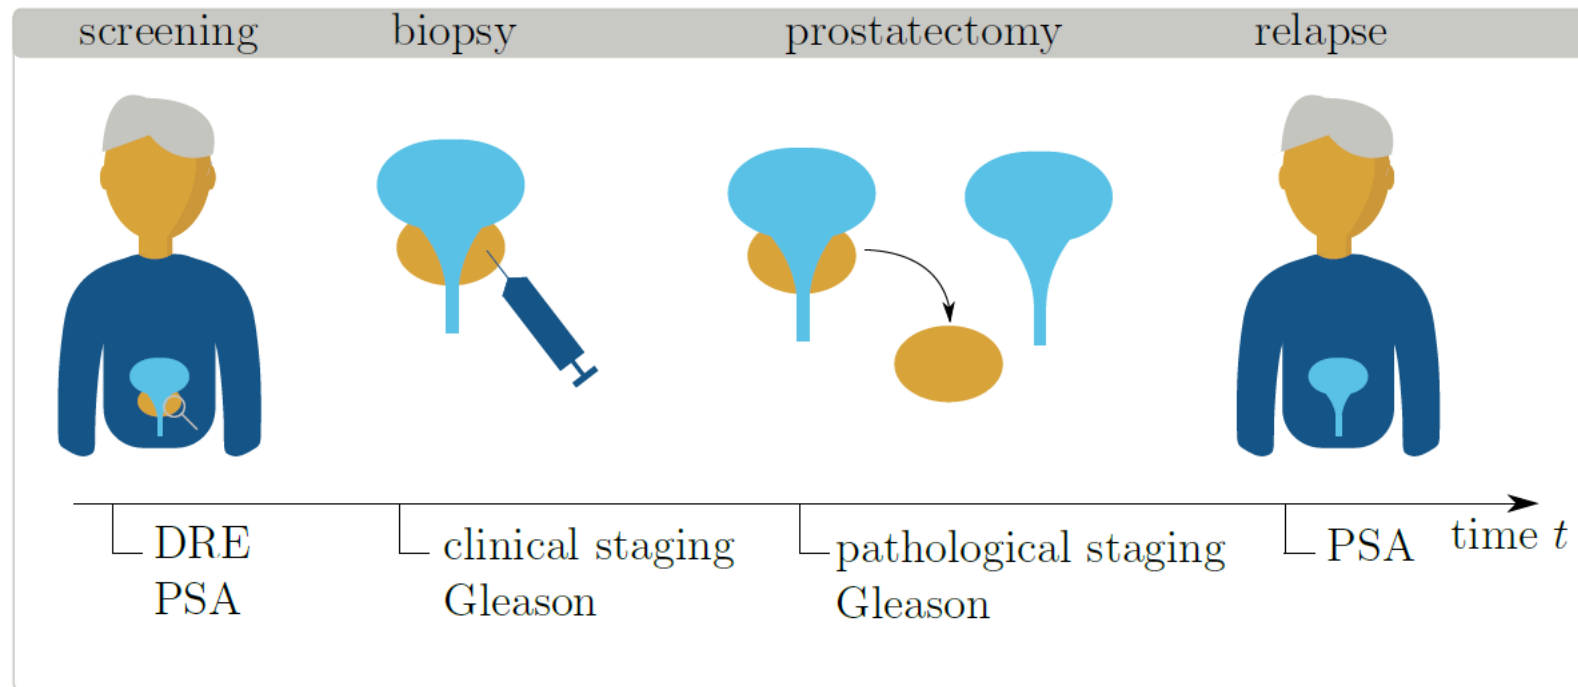 screening biopsy prostatectomy relapse
DRE
PSA
clinical staging
Gleason
pathological staging
Gleason
PSA
time t